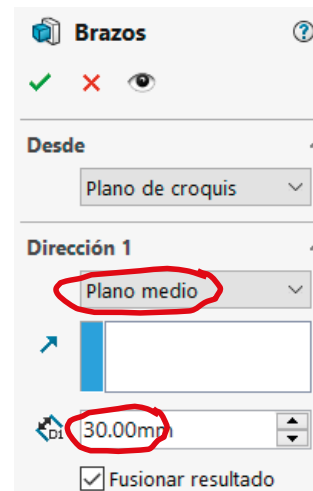 Brazos
Desde
Plano de croquis
Dirección 1
Plano medio
D1
30.00mm
Fusionar resultado